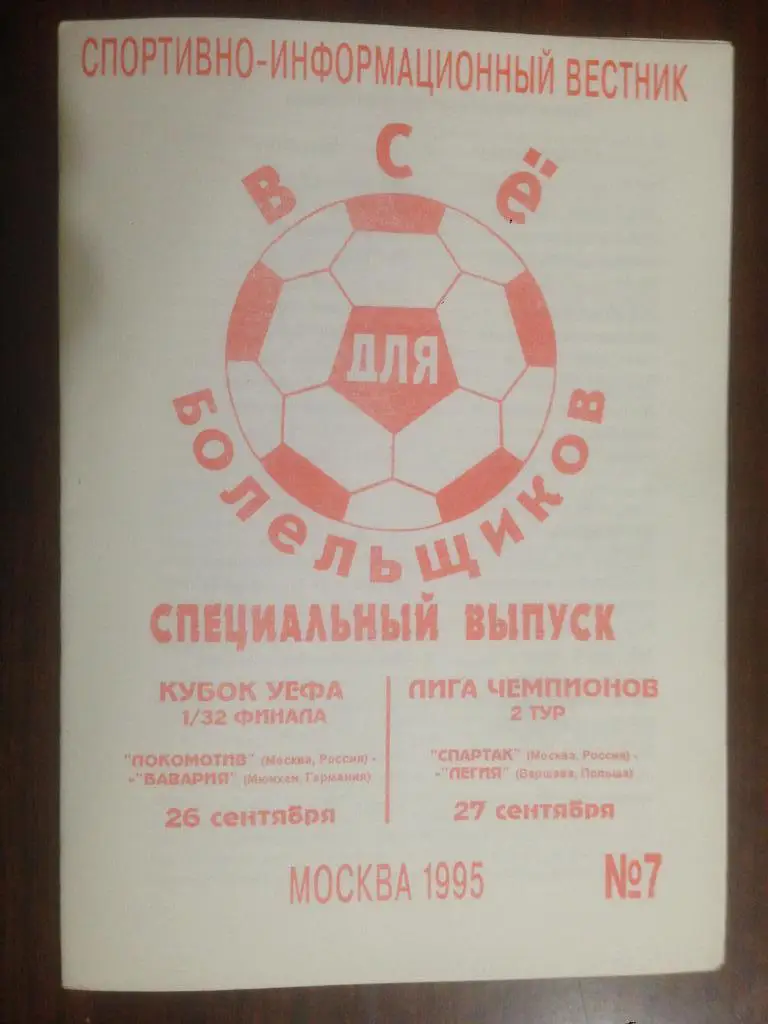 СПОРТИВНО-ИНФОРМАЦИОННЫЙ ВЕСТНИК
ВСЁ
ДЛЯ
БОЛЕЛЬЩИКОВ
СПЕЦИАЛЬНЫЙ ВЫПУСК
КУБОК УЕФА
1/32 ФИНАЛА
"ЛОКОМОТИВ" (Москва, Россия) -
-"БАВАРИЯ" (Мюнхен, Германия)
26 сентября
ЛИГА ЧЕМПИОНОВ
2 ТУР
"СПАРТАК" (Москва, Россия) -
-"ЛЕГИЯ" (Варшава, Польша)
27 сентября
МОСКВА 1995
№7